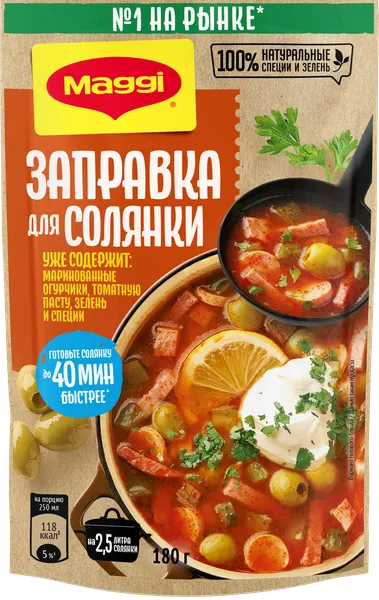 №1 НА РЫНКЕ*
100% НАТУРАЛЬНЫЕ
СПЕЦИИ И ЗЕЛЕНЬ
Maggi
®
ЗАПРАВКА
ДЛЯ СОЛЯНКИ
УЖЕ СОДЕРЖИТ:
МАРИНОВАННЫЕ
ОГУРЧИКИ, ТОМАТНУЮ
ПАСТУ, ЗЕЛЕНЬ
И СПЕЦИИ
ГОТОВЬТЕ СОЛЯНКУ
до 40 МИН
БЫСТРЕЕ*
на порцию
250 мл
118
ккал
5%
на 2,5 ЛИТРА
СОЛЯНКИ
180 г